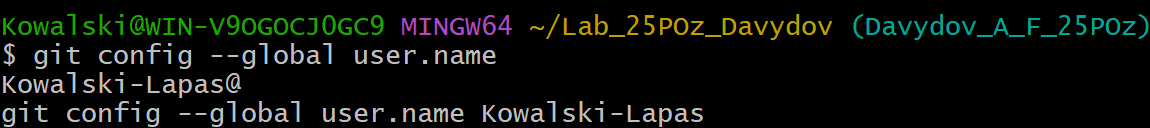 Kowalski@WIN-V9OGOCJ0GC9 MINGW64 ~/Lab_25POz_Davydov (Davydov_A_F_25POz)
$ git config --global user.name
Kowalski-Lapas@
git config --global user.name Kowalski-Lapas